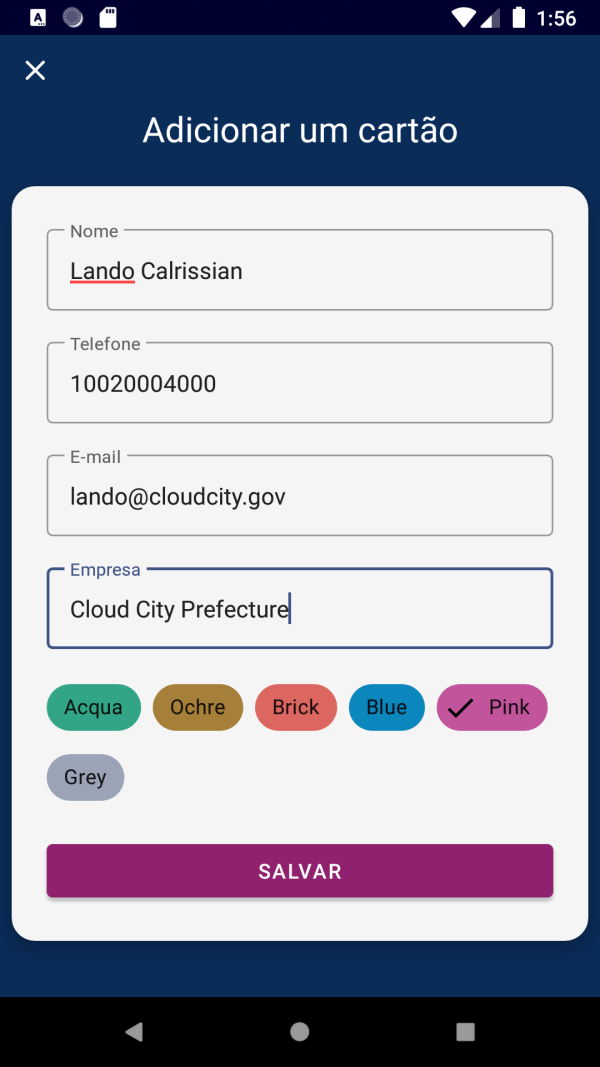 1:56
Adicionar um cartão
Nome
Lando Calrissian
Telefone
10020004000
E-mail
lando@cloudcity.gov
Empresa
Cloud City Prefecture
Acqua Ochre Brick Blue Pink
Grey
SALVAR